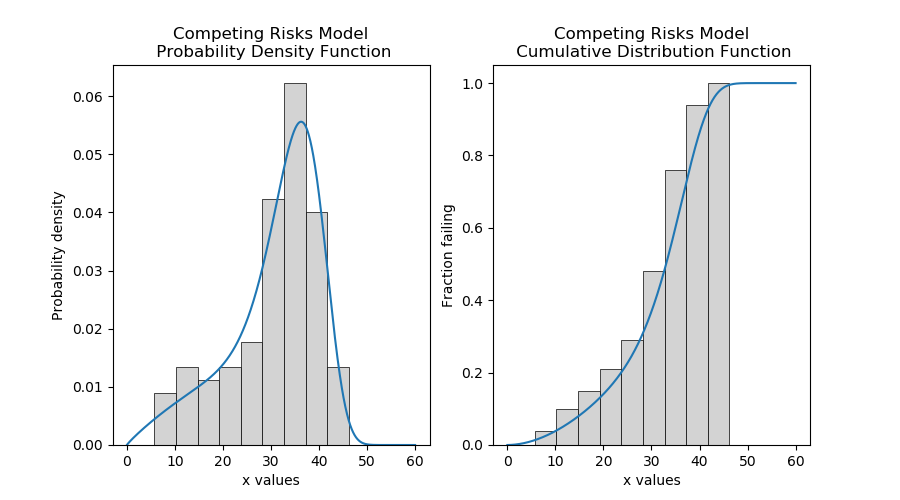 Competing Risks Model
Probability Density Function
0.06
0.05
0.04
0.03
0.02
0.01
0.00
Probability density
0 10 20 30 40 50 60
x values
Competing Risks Model
Cumulative Distribution Function
1.0
0.8
0.6
0.4
0.2
0.0
Fraction failing
0 10 20 30 40 50 60
x values